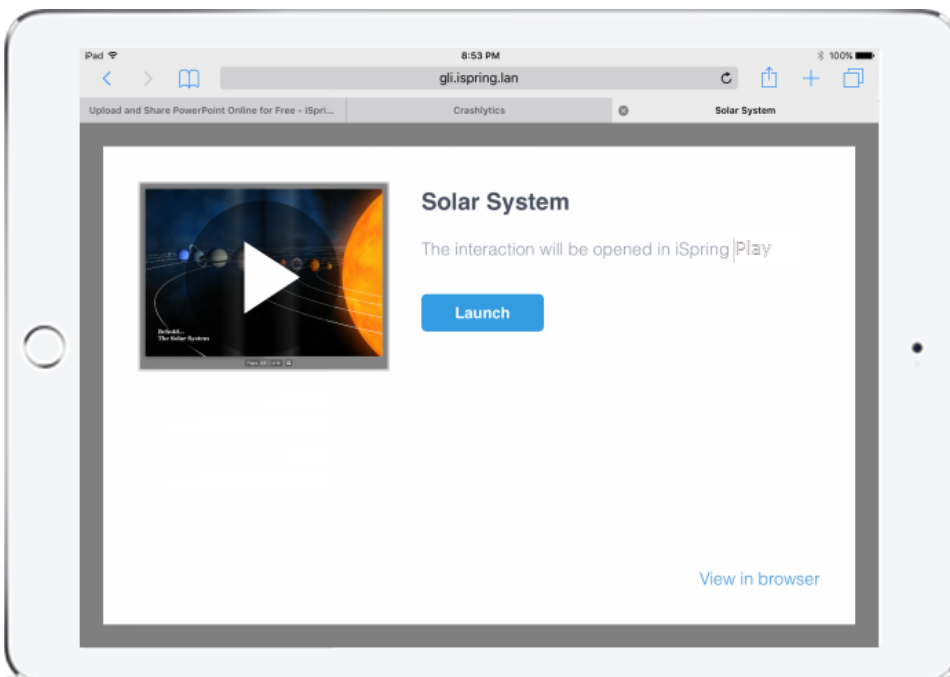 iPad
8:53 PM
100%
gli.ispring.lan
Upload and Share PowerPoint Online for Free - iSpri...
Crashlytics
Solar System
Solar System
The interaction will be opened in iSpring Play
Launch
Behold...
The Solar System
View in browser